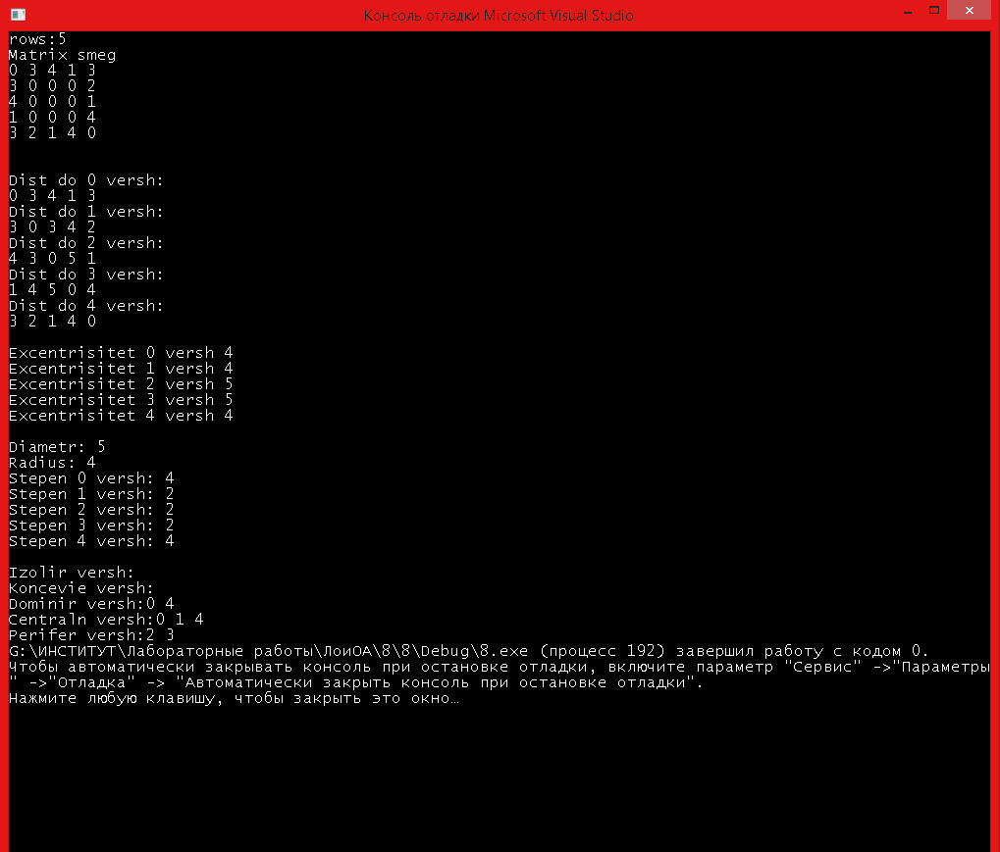 Консоль отладки Microsoft Visual Studio
rows:5
Matrix smeg
0 3 4 1 3
3 0 0 0 2
4 0 0 0 1
1 0 0 0 4
3 2 1 4 0
Dist do 0 versh:
0 3 4 1 3
Dist do 1 versh:
3 0 3 4 2
Dist do 2 versh:
4 3 0 5 1
Dist do 3 versh:
1 4 5 0 4
Dist do 4 versh:
3 2 1 4 0
Excentrisitet 0 versh 4
Excentrisitet 1 versh 4
Excentrisitet 2 versh 5
Excentrisitet 3 versh 5
Excentrisitet 4 versh 4
Diametr: 5
Radius: 4
Stepen 0 versh: 4
Stepen 1 versh: 2
Stepen 2 versh: 2
Stepen 3 versh: 2
Stepen 4 versh: 4
Izolir versh:
Koncevie versh:
Dominir versh:0 4
Centraln versh:0 1 4
Perifer versh:2 3
G:\ИНСТИТУТ\Лабораторные работы\ЛоиОА\8\8\Debug\8.exe (процесс 192) завершил работу с кодом 0.
Чтобы автоматически закрывать консоль при остановке отладки, включите параметр "Сервис" ->"Параметры
" ->"Отладка" -> "Автоматически закрыть консоль при остановке отладки".
Нажмите любую клавишу, чтобы закрыть это окно…